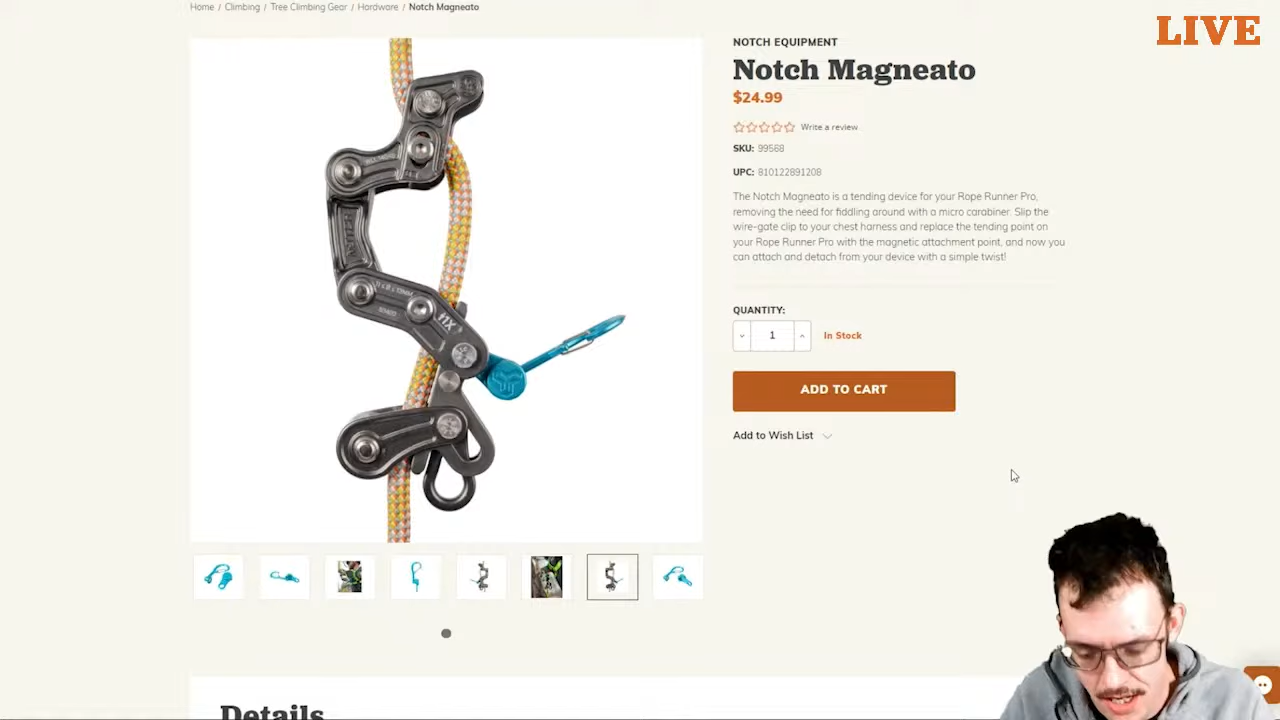 Home / Climbing / Tree Climbing Gear / Hardware / Notch Magneato
LIVE
NOTCH EQUIPMENT
Notch Magneato
$24.99
Write a review
SKU: 99568
UPC: 810122891208
The Notch Magneato is a tending device for your Rope Runner Pro,
removing the need for fiddling around with a micro carabiner. Slip the
wire-gate clip to your chest harness and replace the tending point on
your Rope Runner Pro with the magnetic attachment point, and now you
can attach and detach from your device with a simple twist!
QUANTITY:
1
In Stock
ADD TO CART
Add to Wish List
Details